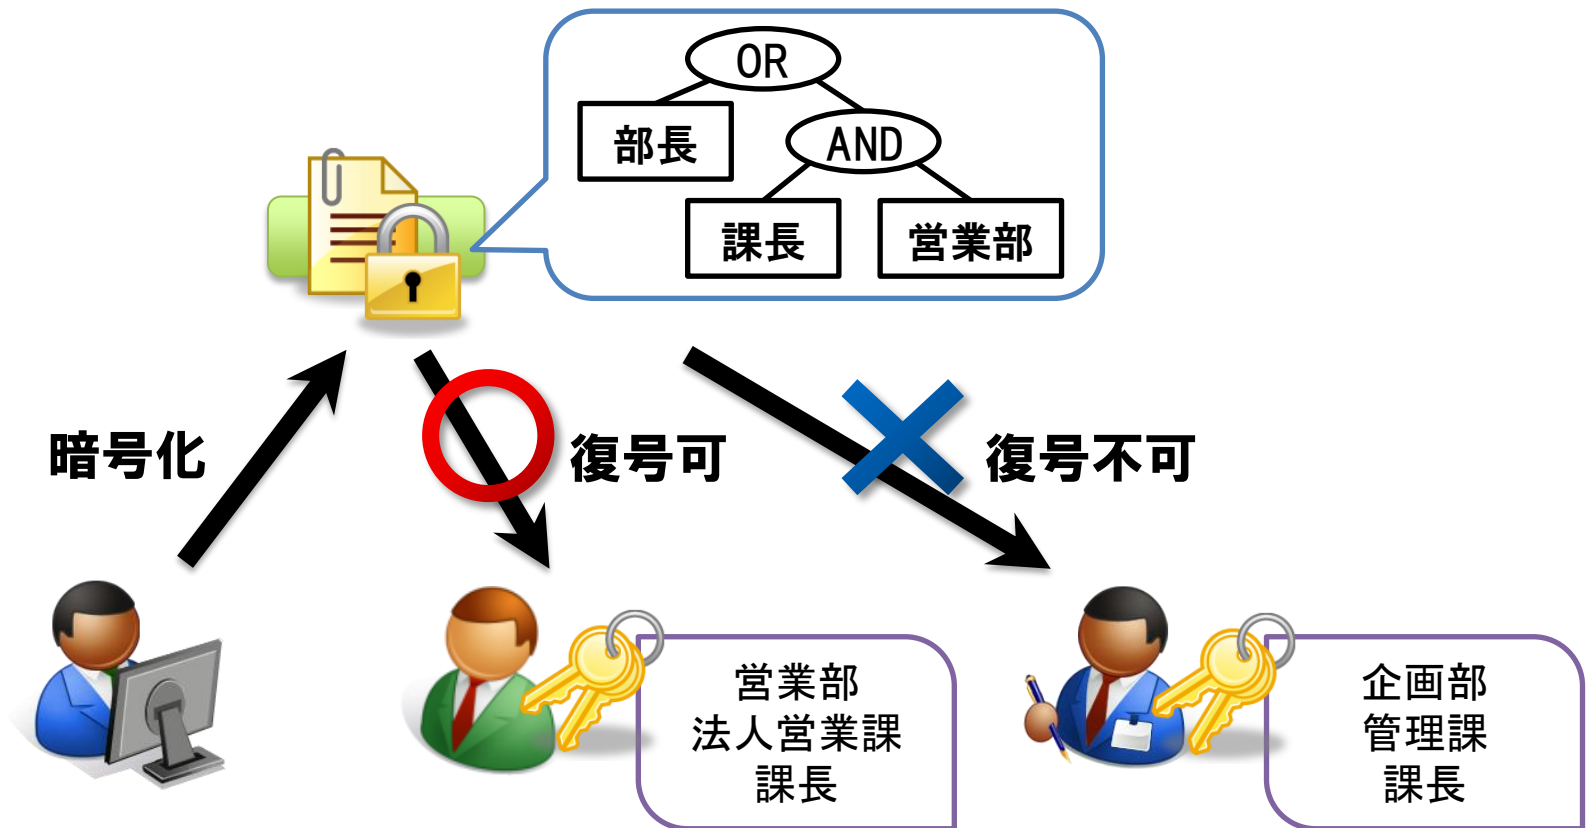 OR
部長
AND
課長
営業部
暗号化
復号可
復号不可
営業部
法人営業課
課長
企画部
管理課
課長